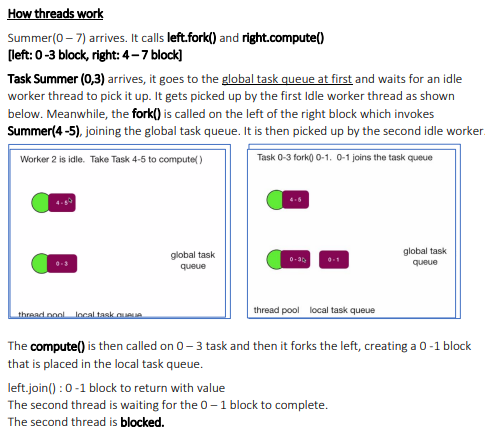 How threads work
Summer(0 – 7) arrives. It calls left.fork() and right.compute()
[left: 0 -3 block, right: 4 – 7 block]
Task Summer (0,3) arrives, it goes to the global task queue at first and waits for an idle
worker thread to pick it up. It gets picked up by the first Idle worker thread as shown
below. Meanwhile, the fork() is called on the left of the right block which invokes
Summer(4 -5), joining the global task queue. It is then picked up by the second idle worker.
Worker 2 is idle. Take Task 4-5 to compute( )
4 - 5
0 - 3
global task
queue
thread pool local task queue
Task 0-3 fork() 0-1. 0-1 joins the task queue
4 - 5
0 - 3
0 - 1
global task
queue
thread pool local task queue
The compute() is then called on 0 – 3 task and then it forks the left, creating a 0 -1 block
that is placed in the local task queue.
left.join() : 0 -1 block to return with value
The second thread is waiting for the 0 – 1 block to complete.
The second thread is blocked.